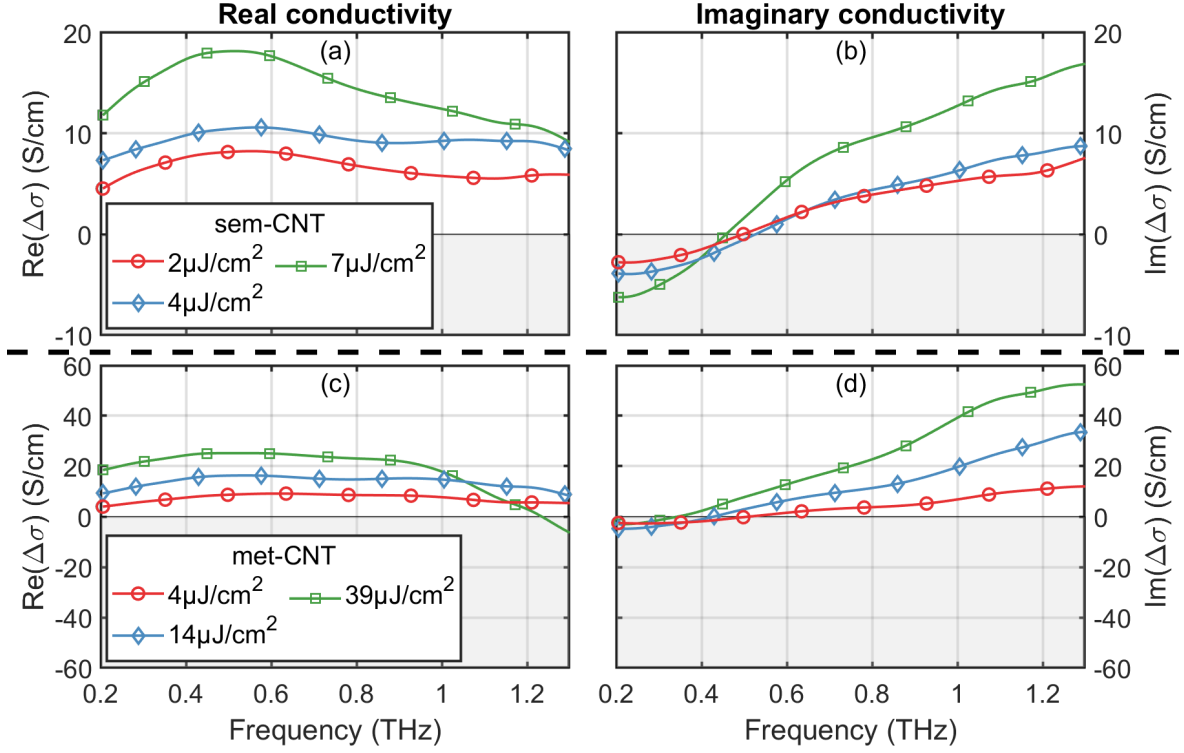 Real conductivity
Imaginary conductivity
20
10
0
-10
Re(Δσ) (S/cm)
(a)
sem-CNT
2μJ/cm²
7μJ/cm²
4μJ/cm²
(b)
20
10
0
-10
Im(Δσ) (S/cm)
60
40
20
0
-20
-40
-60
Re(Δσ) (S/cm)
(c)
met-CNT
4μJ/cm²
39μJ/cm²
14μJ/cm²
0.2
0.4
0.6
0.8
1
1.2
Frequency (THz)
(d)
60
40
20
0
-20
-40
-60
Im(Δσ) (S/cm)
0.2
0.4
0.6
0.8
1
1.2
Frequency (THz)